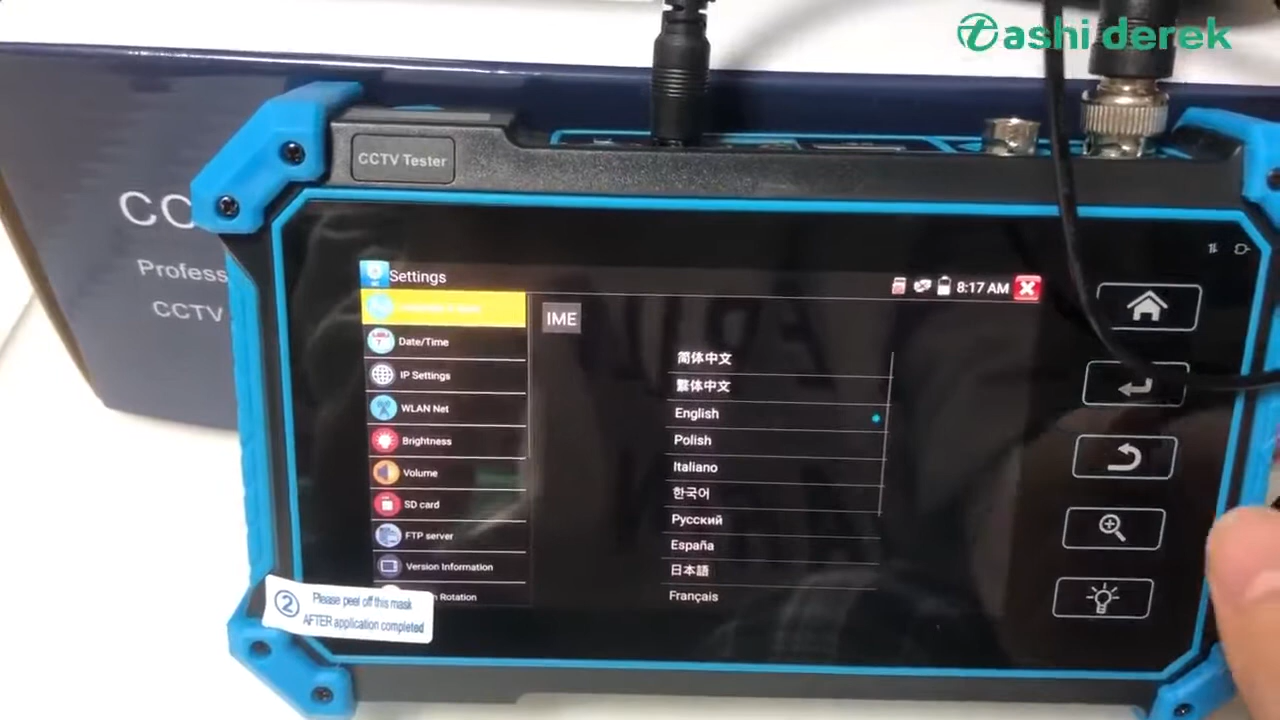 tashi derek
CCTV Tester
CC
Profess
CCTV
Settings
8:17 AM
IME
Date/Time
IP Settings
WLAN Net
Brightness
Volume
SD card
FTP server
Version Information
Rotation
简体中文
繁体中文
English
Polish
Italiano
한국어
Русский
España
日本語
Français
② Please peel off this mask
AFTER application completed